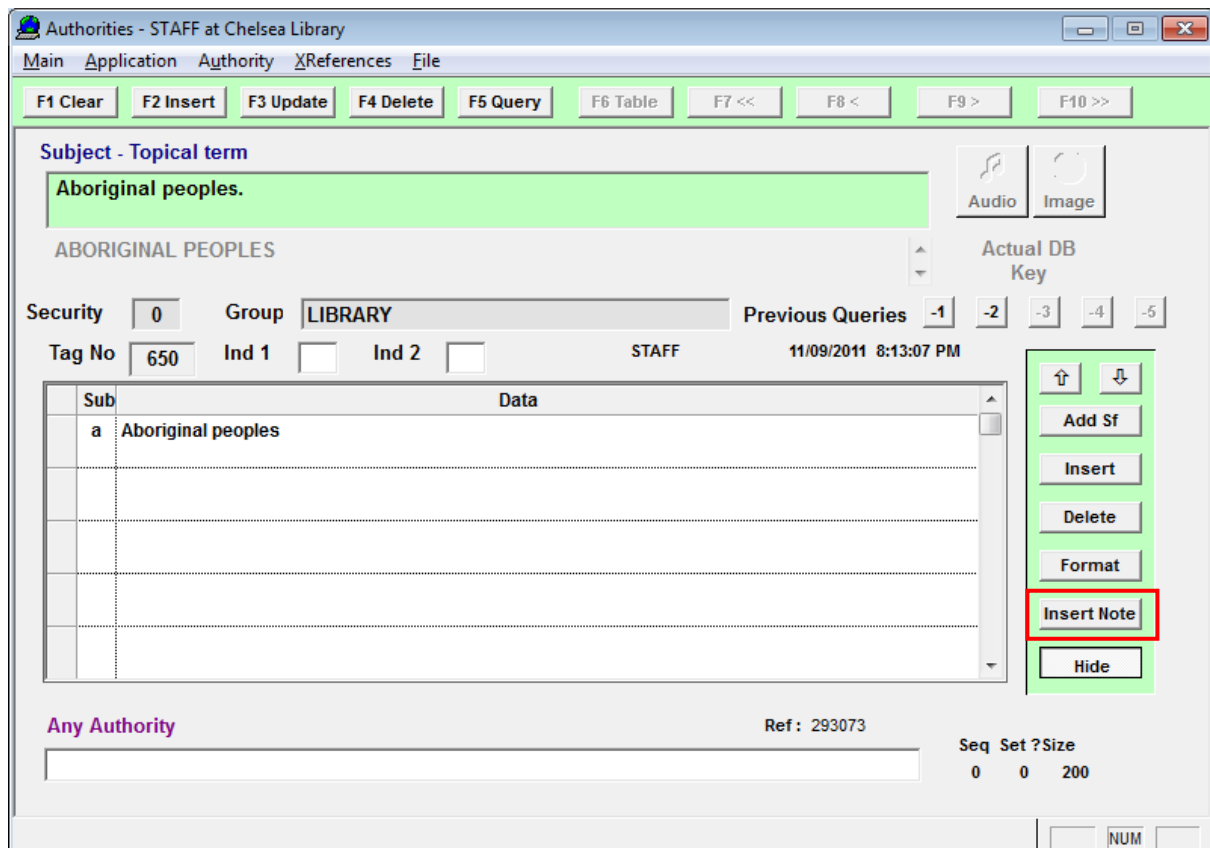 Authorities - STAFF at Chelsea Library
Main Application Authority XReferences File
F1 Clear F2 Insert F3 Update F4 Delete F5 Query F6 Table F7 << F8 < F9 > F10 >>
Subject - Topical term
Aboriginal peoples.
Audio Image
ABORIGINAL PEOPLES
Actual DB
Key
Security 0 Group LIBRARY Previous Queries -1 -2 -3 -4 -5
Tag No 650 Ind 1 Ind 2 STAFF 11/09/2011 8:13:07 PM
Sub Data
a Aboriginal peoples
Add Sf
Insert
Delete
Format
Insert Note
Hide
Any Authority Ref : 293073
Seq Set ?Size
0 0 200
NUM